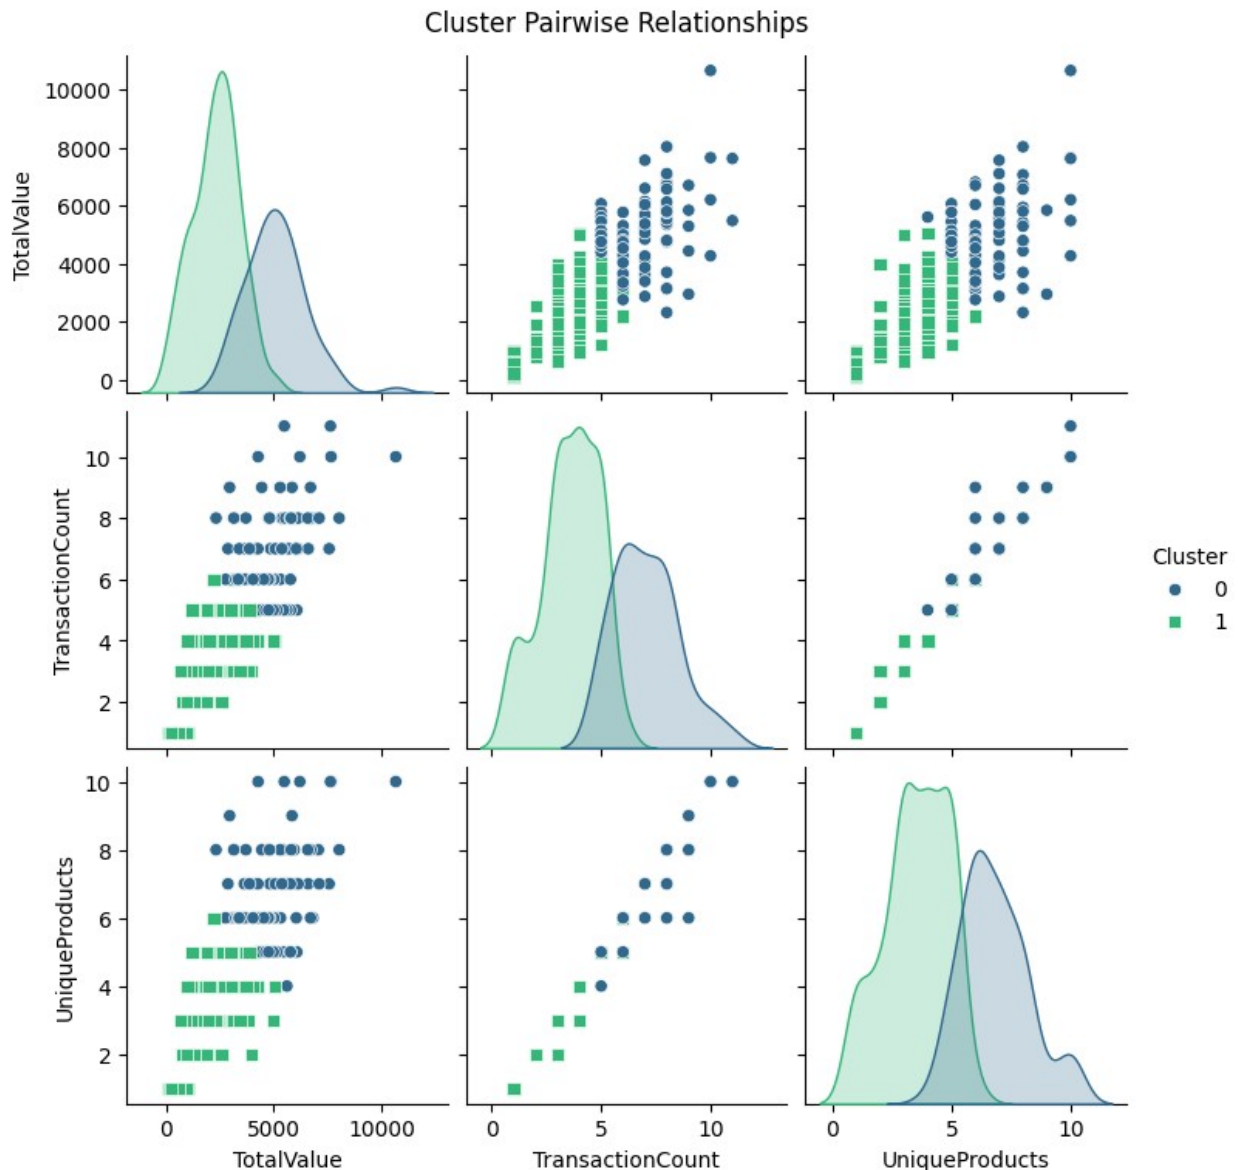 Cluster Pairwise Relationships
10000
8000
6000
4000
2000
0
TotalValue
10
8
6
4
2
TransactionCount
Cluster
0
1
10
8
6
4
2
UniqueProducts
0 5000 10000
0 5 10
0 5 10
TotalValue
TransactionCount
UniqueProducts